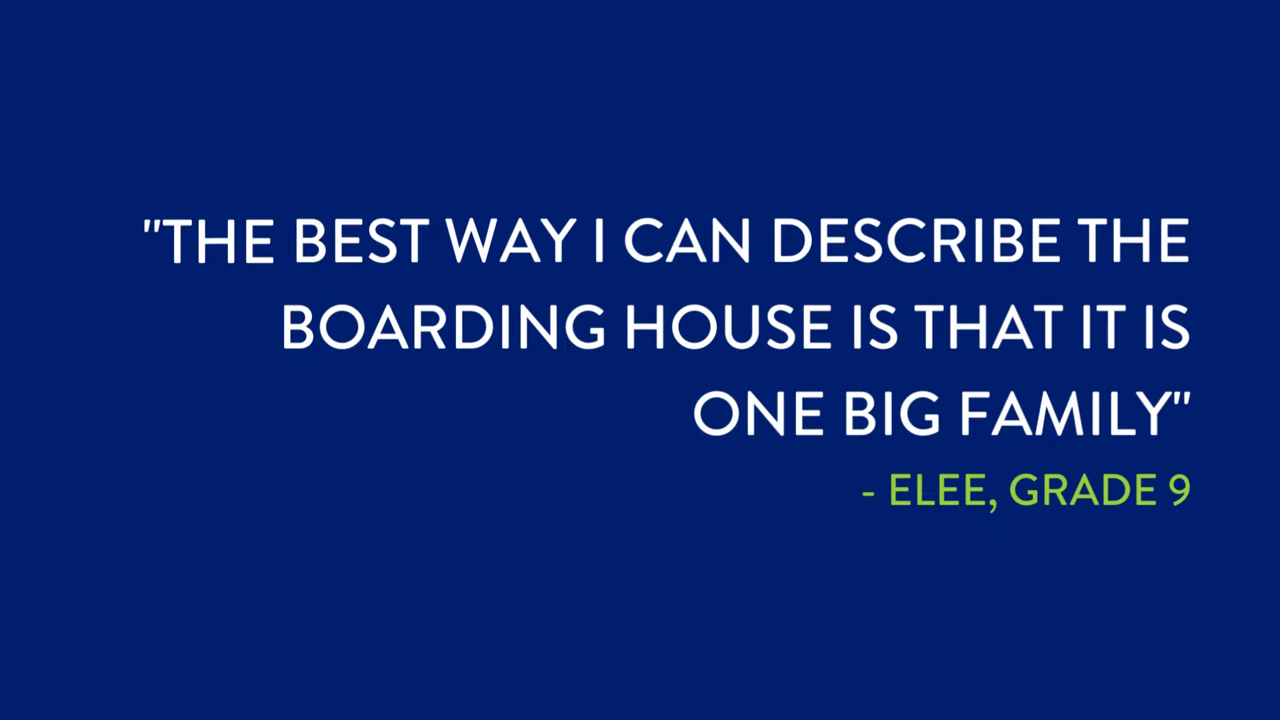 "THE BEST WAY I CAN DESCRIBE THE
BOARDING HOUSE IS THAT IT IS
ONE BIG FAMILY"
- ELEE, GRADE 9